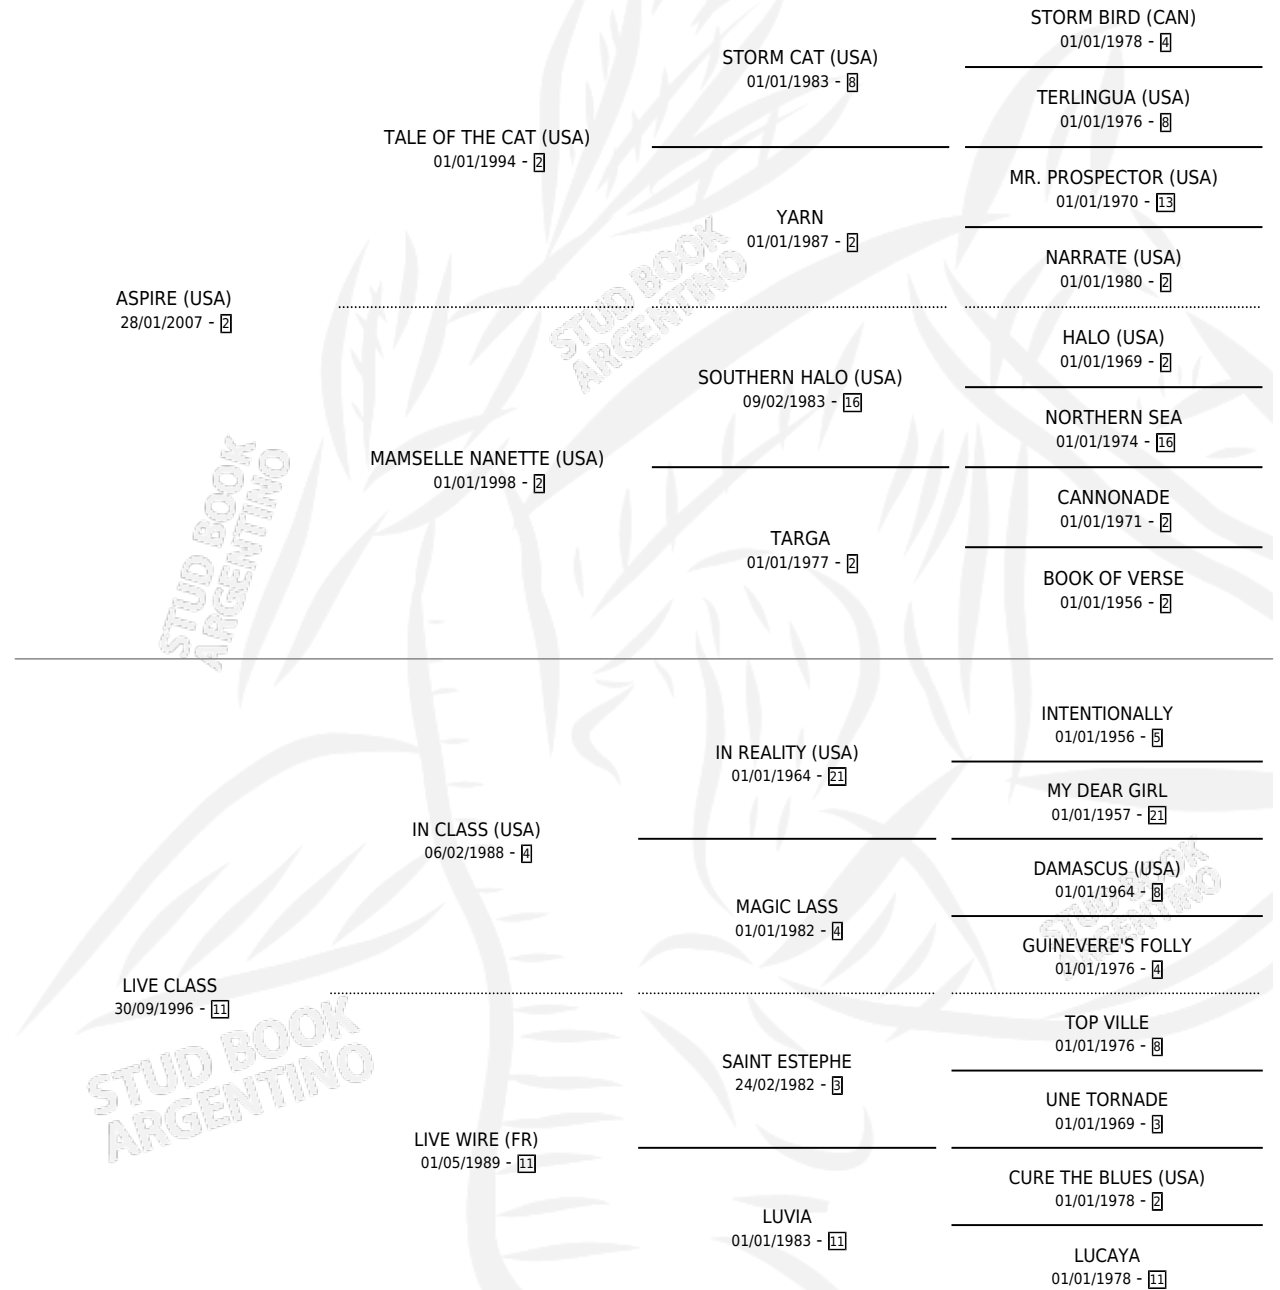 STORM BIRD (CAN)
01/01/1978 - 4
STORM CAT (USA)
01/01/1983 - 8
TERLINGUA (USA)
01/01/1976 - 8
TALE OF THE CAT (USA)
01/01/1994 - 2
MR. PROSPECTOR (USA)
01/01/1970 - 13
YARN
01/01/1987 - 2
NARRATE (USA)
01/01/1980 - 2
ASPIRE (USA)
28/01/2007 - 2
STUD BOOK
ARGENTINO
HALO (USA)
01/01/1969 - 2
SOUTHERN HALO (USA)
09/02/1983 - 16
NORTHERN SEA
01/01/1974 - 16
MAMSELLE NANETTE (USA)
01/01/1998 - 2
CANNONADE
01/01/1971 - 2
TARGA
01/01/1977 - 2
BOOK OF VERSE
01/01/1956 - 2
STUD BOOK
ARGENTINO
INTENTIONALLY
01/01/1956 - 5
IN REALITY (USA)
01/01/1964 - 21
MY DEAR GIRL
01/01/1957 - 21
IN CLASS (USA)
06/02/1988 - 4
DAMASCUS (USA)
01/01/1964 - 8
MAGIC LASS
01/01/1982 - 4
GUINEVERE'S FOLLY
01/01/1976 - 4
STUD BOOK
ARGENTINO
LIVE CLASS
30/09/1996 - 11
TOP VILLE
01/01/1976 - 8
SAINT ESTEPHE
24/02/1982 - 3
UNE TORNADE
01/01/1969 - 3
STUD BOOK
ARGENTINO
LIVE WIRE (FR)
01/05/1989 - 11
CURE THE BLUES (USA)
01/01/1978 - 2
LUVIA
01/01/1983 - 11
LUCAYA
01/01/1978 - 11